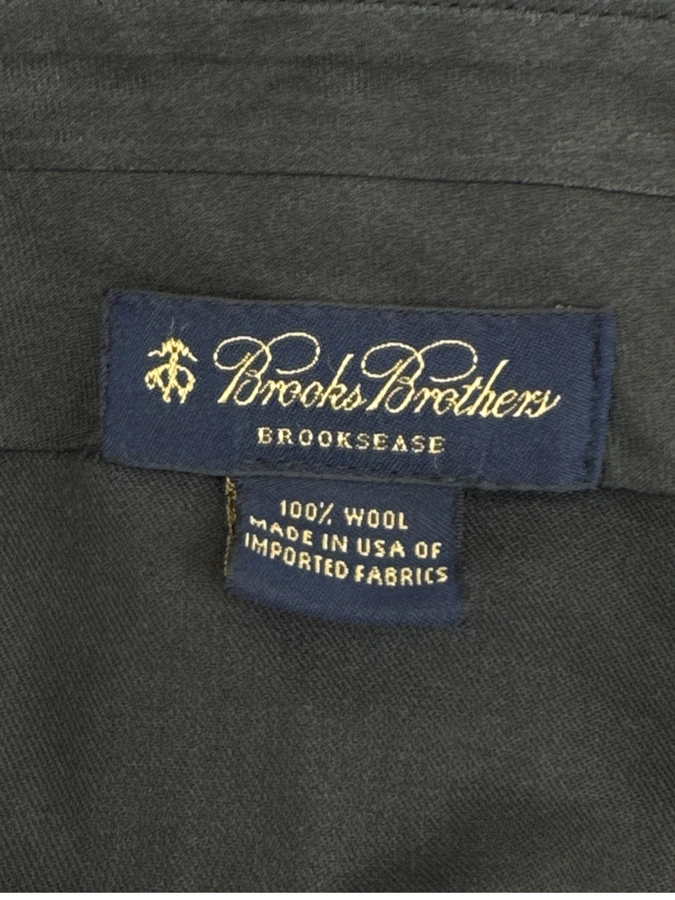 Brooks Brothers
BROOKSEASE
100% WOOL
MADE IN USA OF
IMPORTED FABRICS